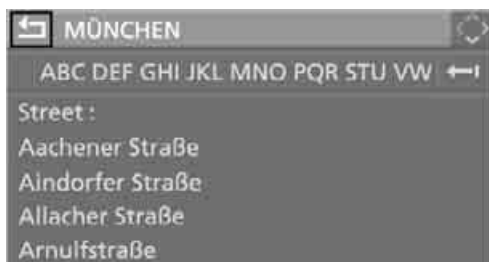 MÜNCHEN
ABC DEF GHI JKL MNO PQR STU VW
Street :
Aachener Straße
Aindorfer Straße
Allacher Straße
Arnulfstraße